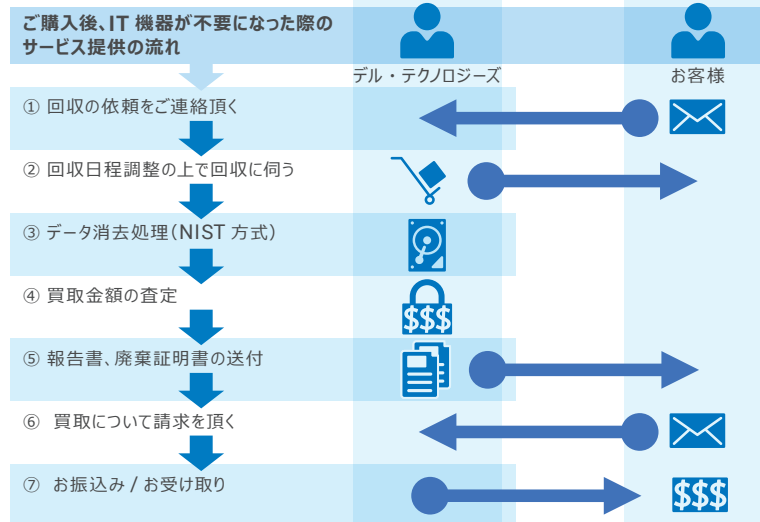 ご購入後、IT 機器が不要になった際の
サービス提供の流れ
デル・テクノロジーズ
お客様
① 回収の依頼をご連絡頂く
② 回収日程調整の上で回収に伺う
③ データ消去処理(NIST 方式)
④ 買取金額の査定
$$$
⑤ 報告書、廃棄証明書の送付
⑥ 買取について請求を頂く
⑦ お振込み / お受け取り
$$$